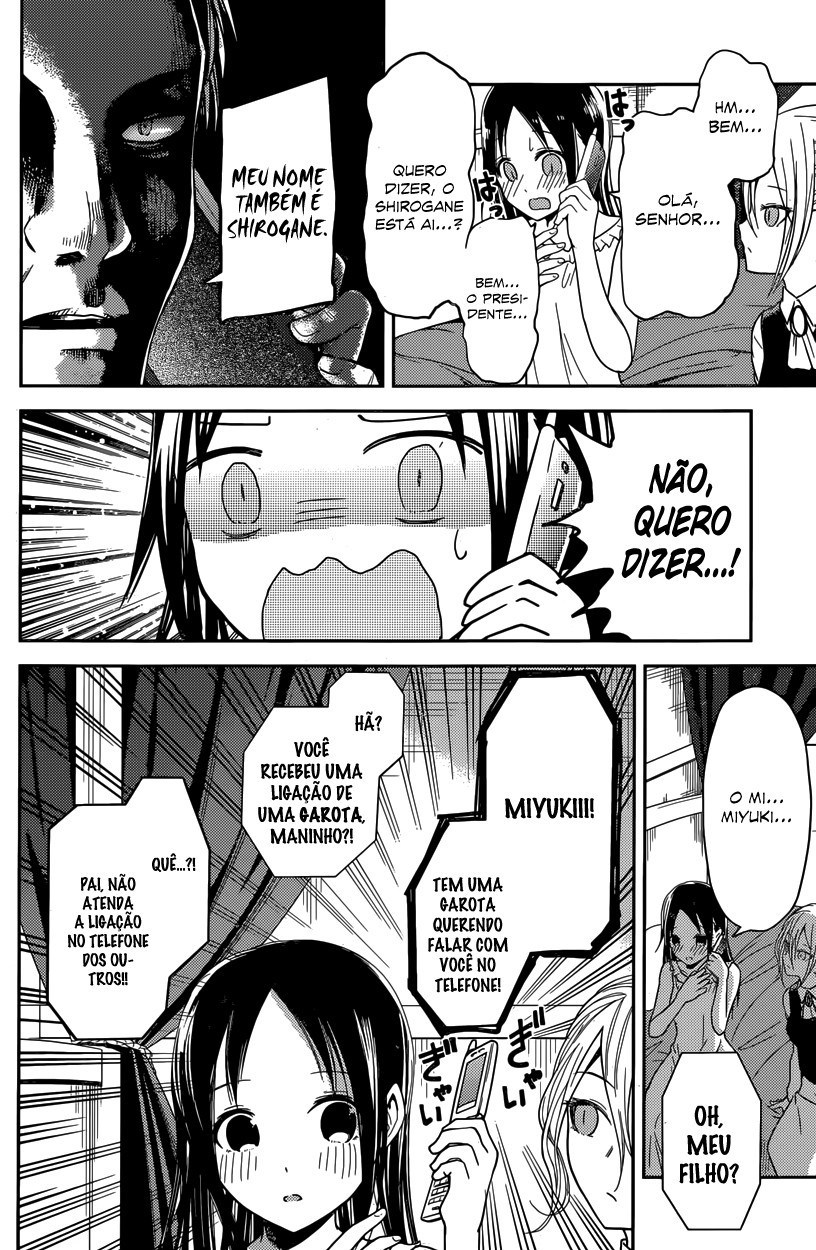 HM...
BEM...
OLÁ,
SENHOR...
はっ
QUERO
DIZER, O
SHIROGANE
ESTÁ AI...?
はっ
BEM...
O PRESI-
DENTE...
MEU NOME
TAMBÉM É
SHIROGANE.
NÃO,
QUERO
DIZER...!
O MI...
MIYUKI...
OH,
MEU
FILHO?
MIYUKIII!
TEM UMA
GAROTA
QUERENDO
FALAR COM
VOCÊ NO
TELEFONE!
HÃ?
VOCÊ
RECEBEU UMA
LIGAÇÃO DE
UMA GAROTA,
MANINHO?!
QUÊ...?!
PAI, NÃO
ATENDA
A LIGAÇÃO
NO TELEFONE
DOS OU-
TROS!!
ぎゃい
ぎゃい